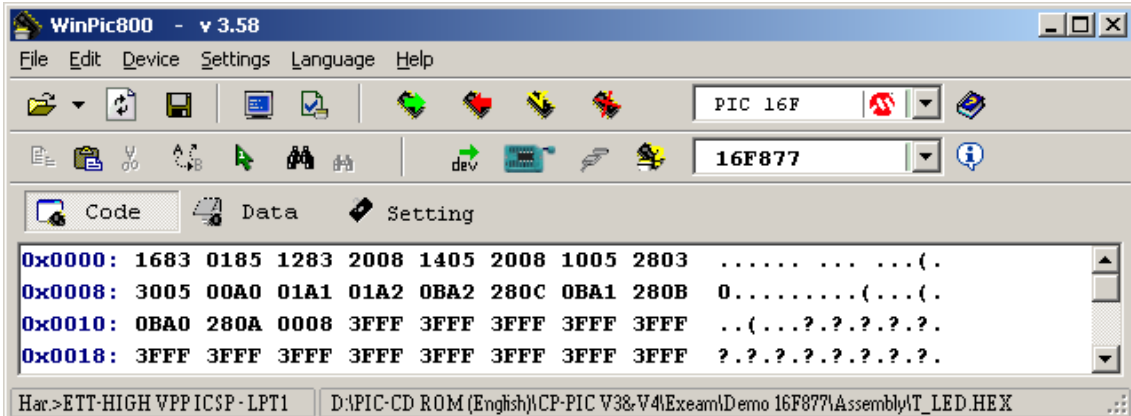 WinPic800 - v 3.58
File Edit Device Settings Language Help
PIC 16F
dev 16F877
Code Data Setting
0x0000: 1683 0185 1283 2008 1405 2008 1005 2803 ...... ... ...(.
0x0008: 3005 00A0 01A1 01A2 0BA2 280C 0BA1 280B 0.........(...(.
0x0010: 0BA0 280A 0008 3FFF 3FFF 3FFF 3FFF 3FFF ..(...?.?.?.?.?.
0x0018: 3FFF 3FFF 3FFF 3FFF 3FFF 3FFF 3FFF 3FFF ?.?.?.?.?.?.?.?.
Har.>ETT-HIGH VPP ICSP - LPT1 D:\PIC-CD ROM (English)\CP-PIC V3& V4\Exeam\Demo 16F877\Assembly\T_LED.HEX